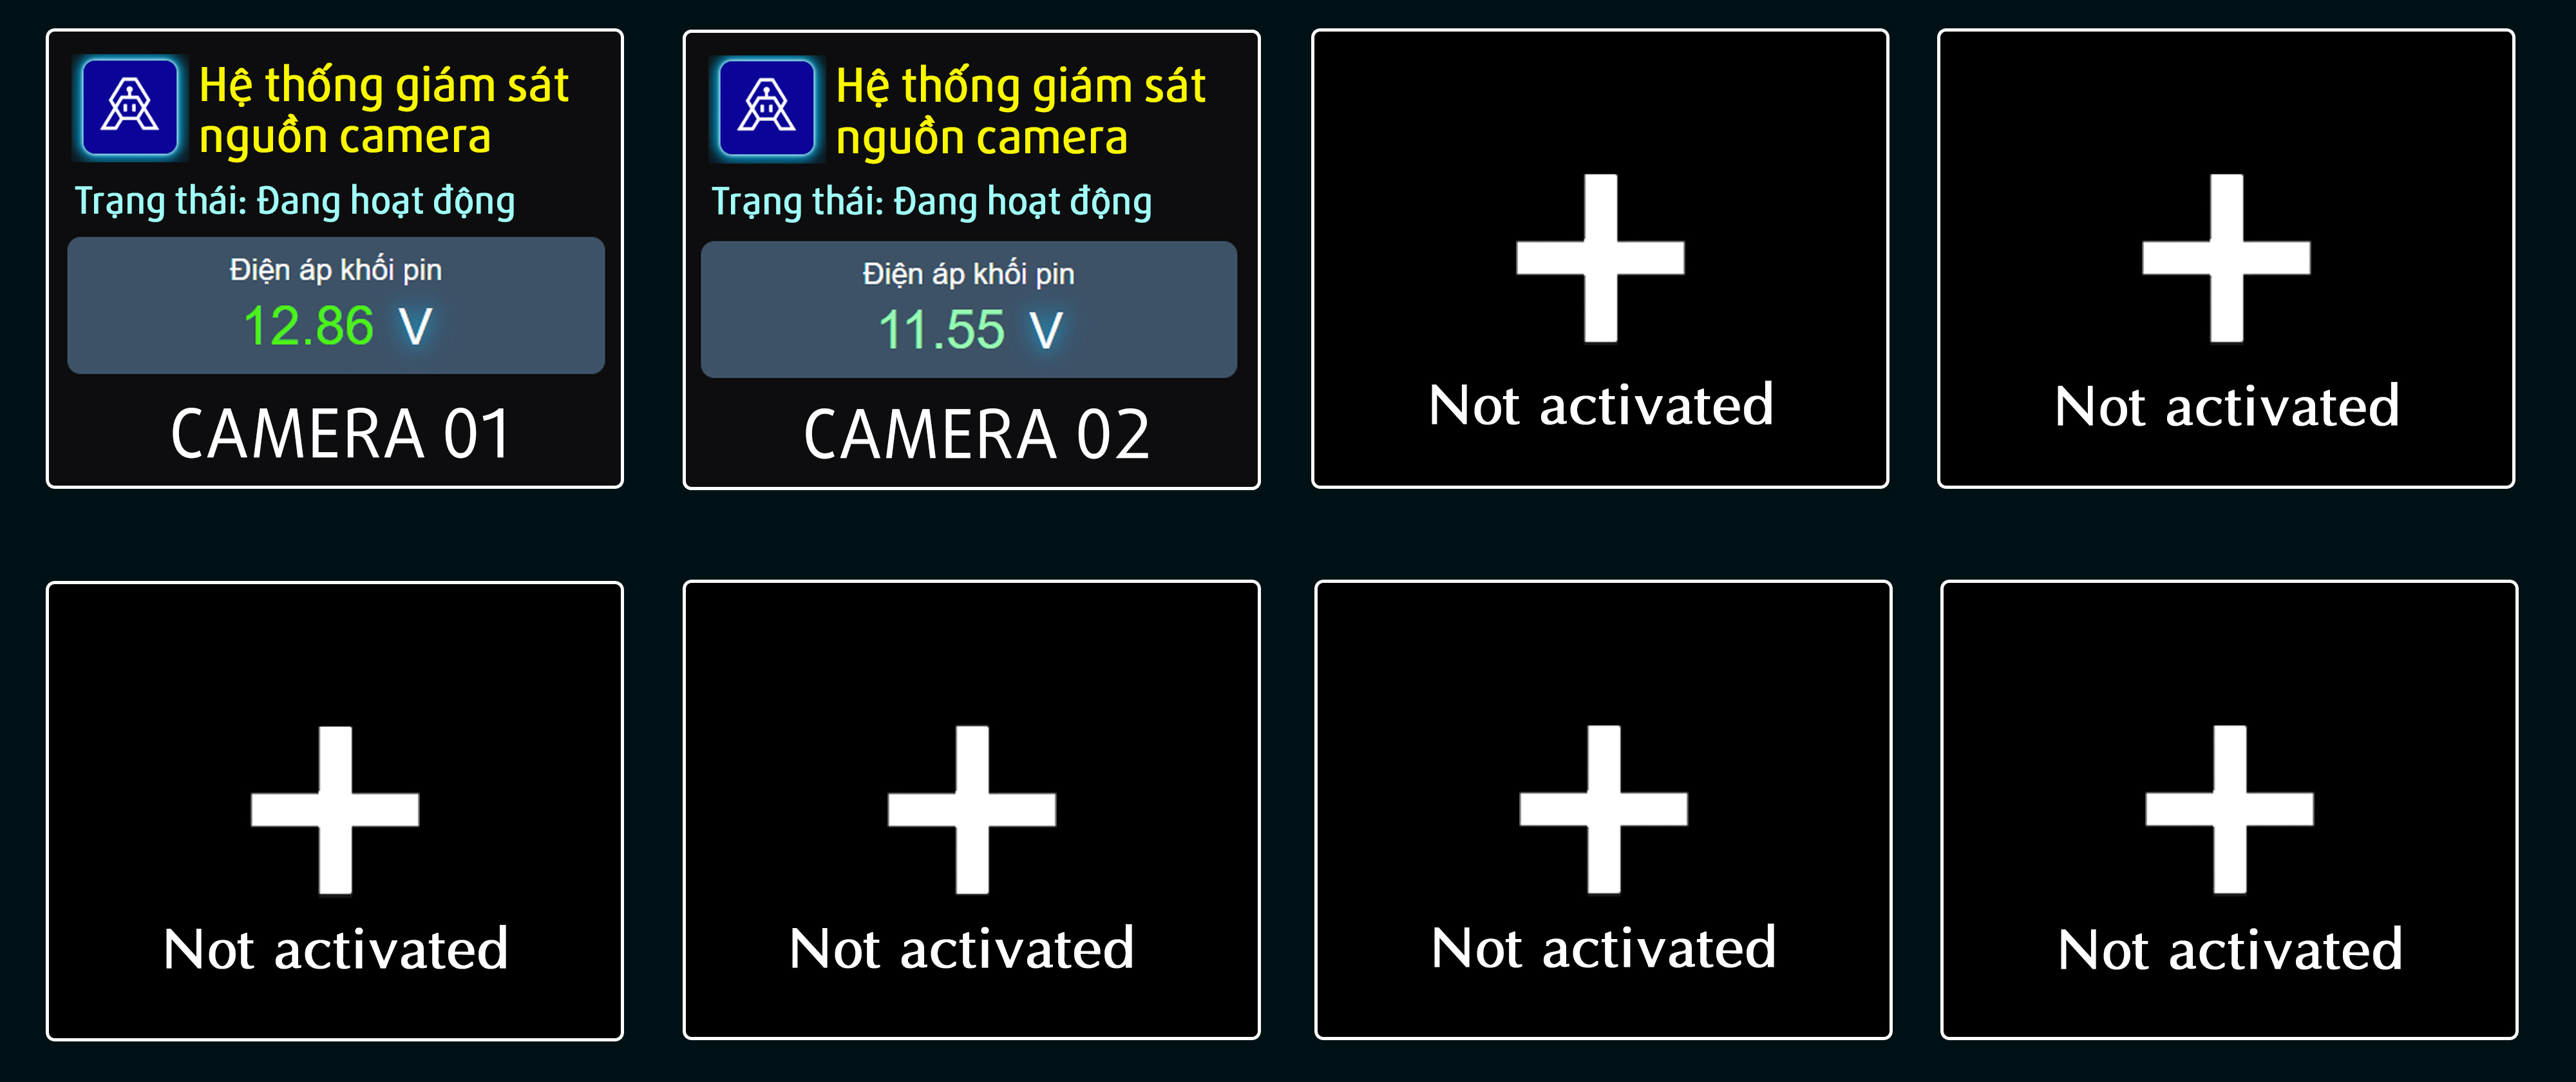 Hệ thống giám sát
nguồn camera
Trạng thái: Đang hoạt động
Điện áp khối pin
12.86 V
CAMERA 01
Hệ thống giám sát
nguồn camera
Trạng thái: Đang hoạt động
Điện áp khối pin
11.55 V
CAMERA 02
Not activated
Not activated
Not activated
Not activated
Not activated
Not activated